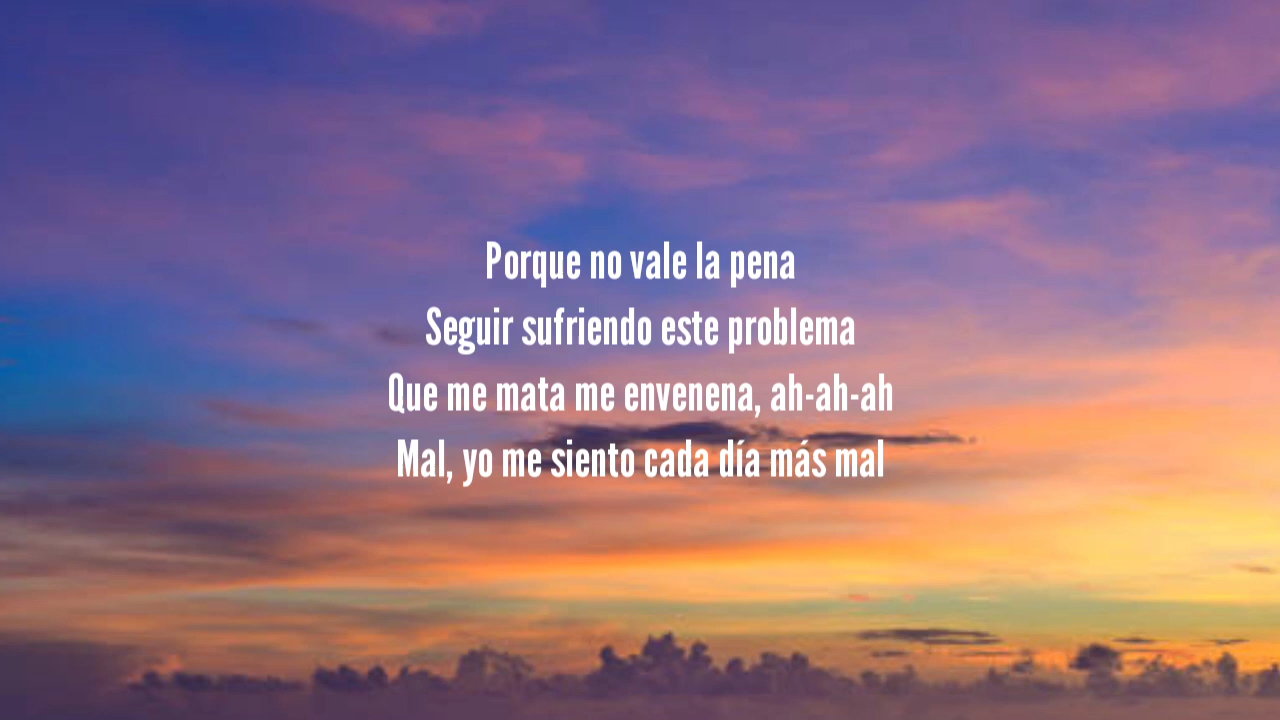 Porque no vale la pena
Seguir sufriendo este problema
Que me mata me envenena, ah-ah-ah
Mal, yo me siento cada día más mal